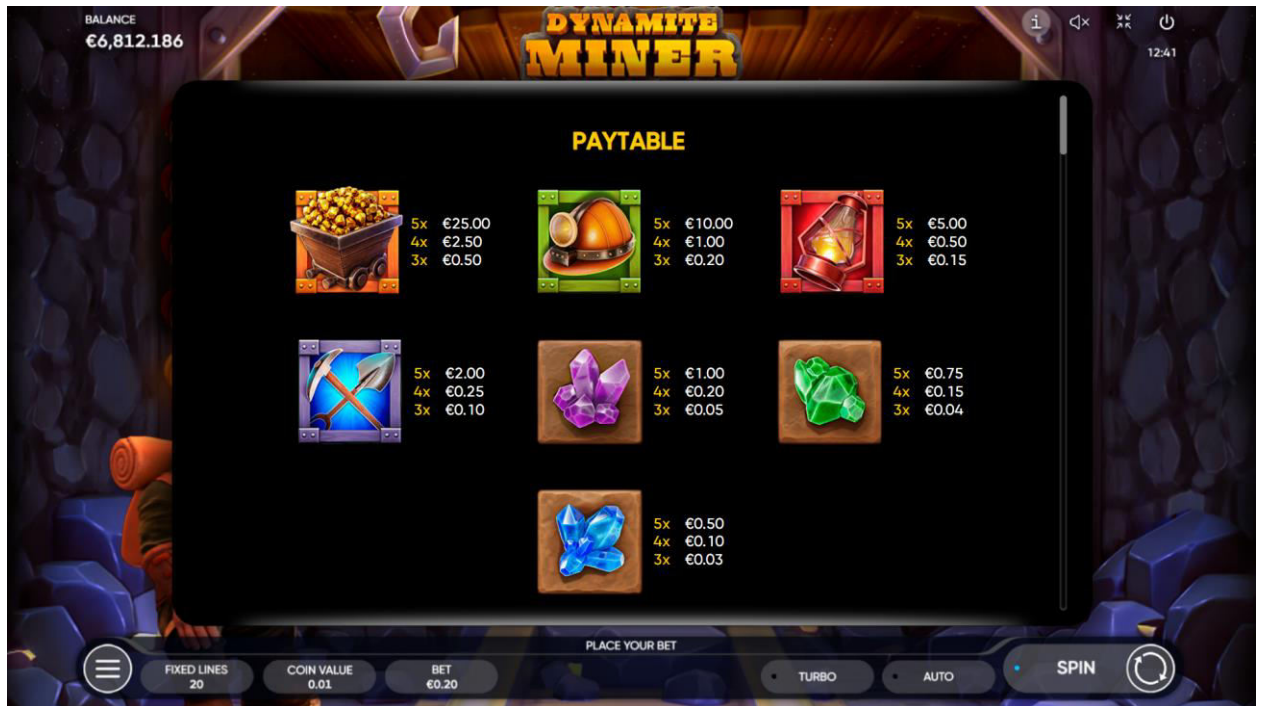 BALANCE
€6,812.186
DYNAMITE
MINER
i
12:41
PAYTABLE
5x €25.00
4x €2.50
3x €0.50
5x €10.00
4x €1.00
3x €0.20
5x €5.00
4x €0.50
3x €0.15
5x €2.00
4x €0.25
3x €0.10
5x €1.00
4x €0.20
3x €0.05
5x €0.75
4x €0.15
3x €0.04
5x €0.50
4x €0.10
3x €0.03
PLACE YOUR BET
FIXED LINES
20
COIN VALUE
0.01
BET
€0.20
TURBO
AUTO
SPIN